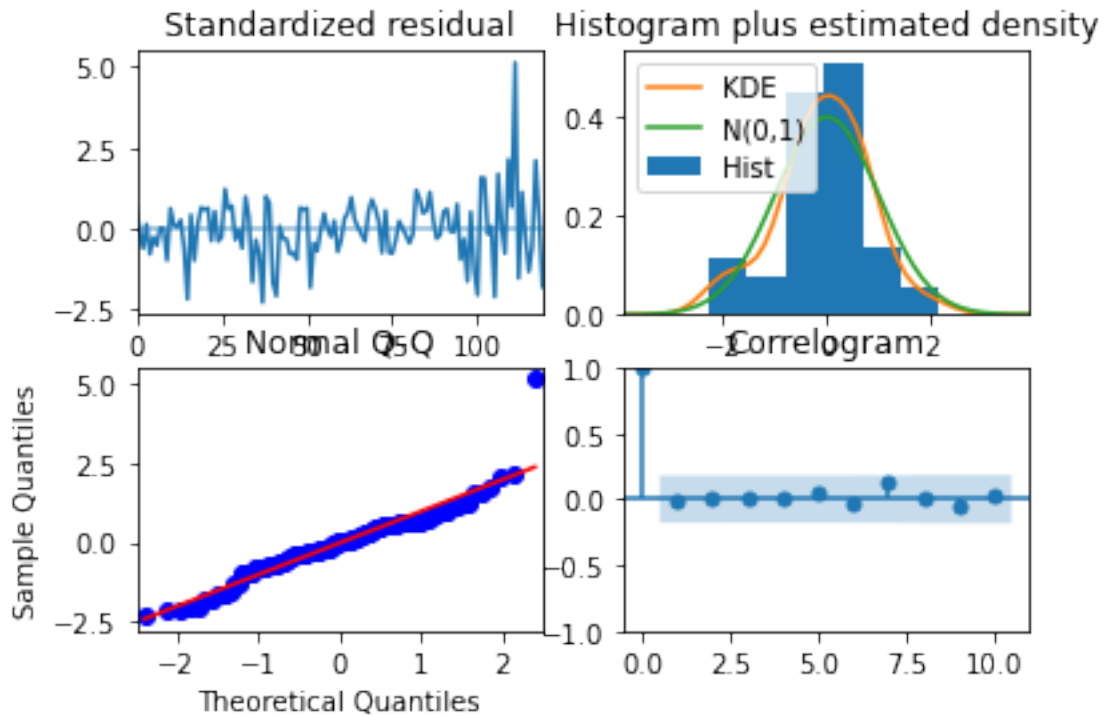 Standardized residual
5.0
2.5
0.0
−2.5
0 25 50 75 100
Histogram plus estimated density
KDE
N(0,1)
Hist
0.4
0.2
0.0
−2 0 2
Normal Q-Q
Sample Quantiles
5.0
2.5
0.0
−2.5
−2 −1 0 1 2
Theoretical Quantiles
Correlogram
1.0
0.5
0.0
−0.5
−1.0
0.0 2.5 5.0 7.5 10.0